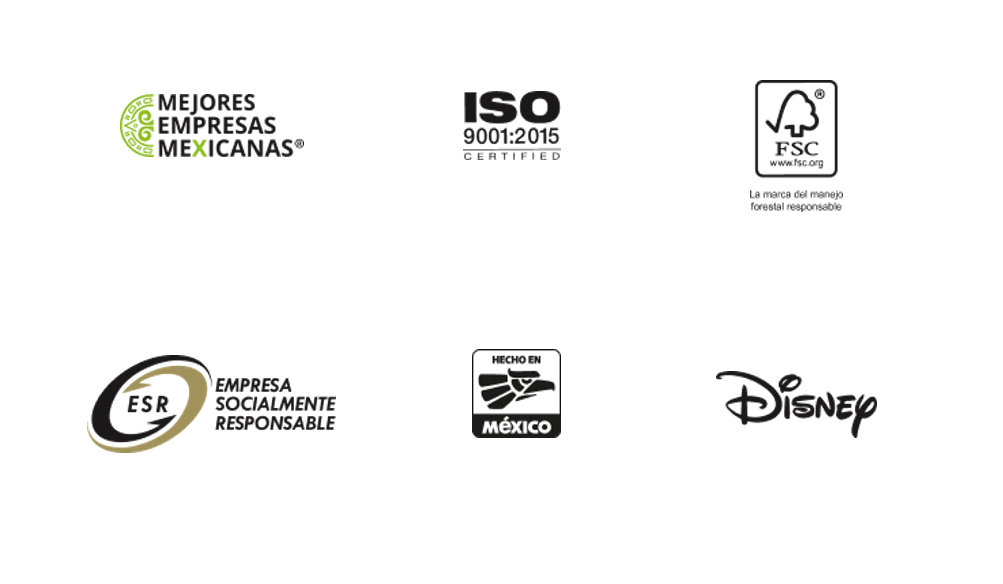 MEJORES
EMPRESAS
MEXICANAS®
ISO
9001:2015
CERTIFIED
®
FSC
www.fsc.org
La marca del manejo
forestal responsable
ESR
EMPRESA
SOCIALMENTE
RESPONSABLE
HECHO EN
MéXICO
DISNEY